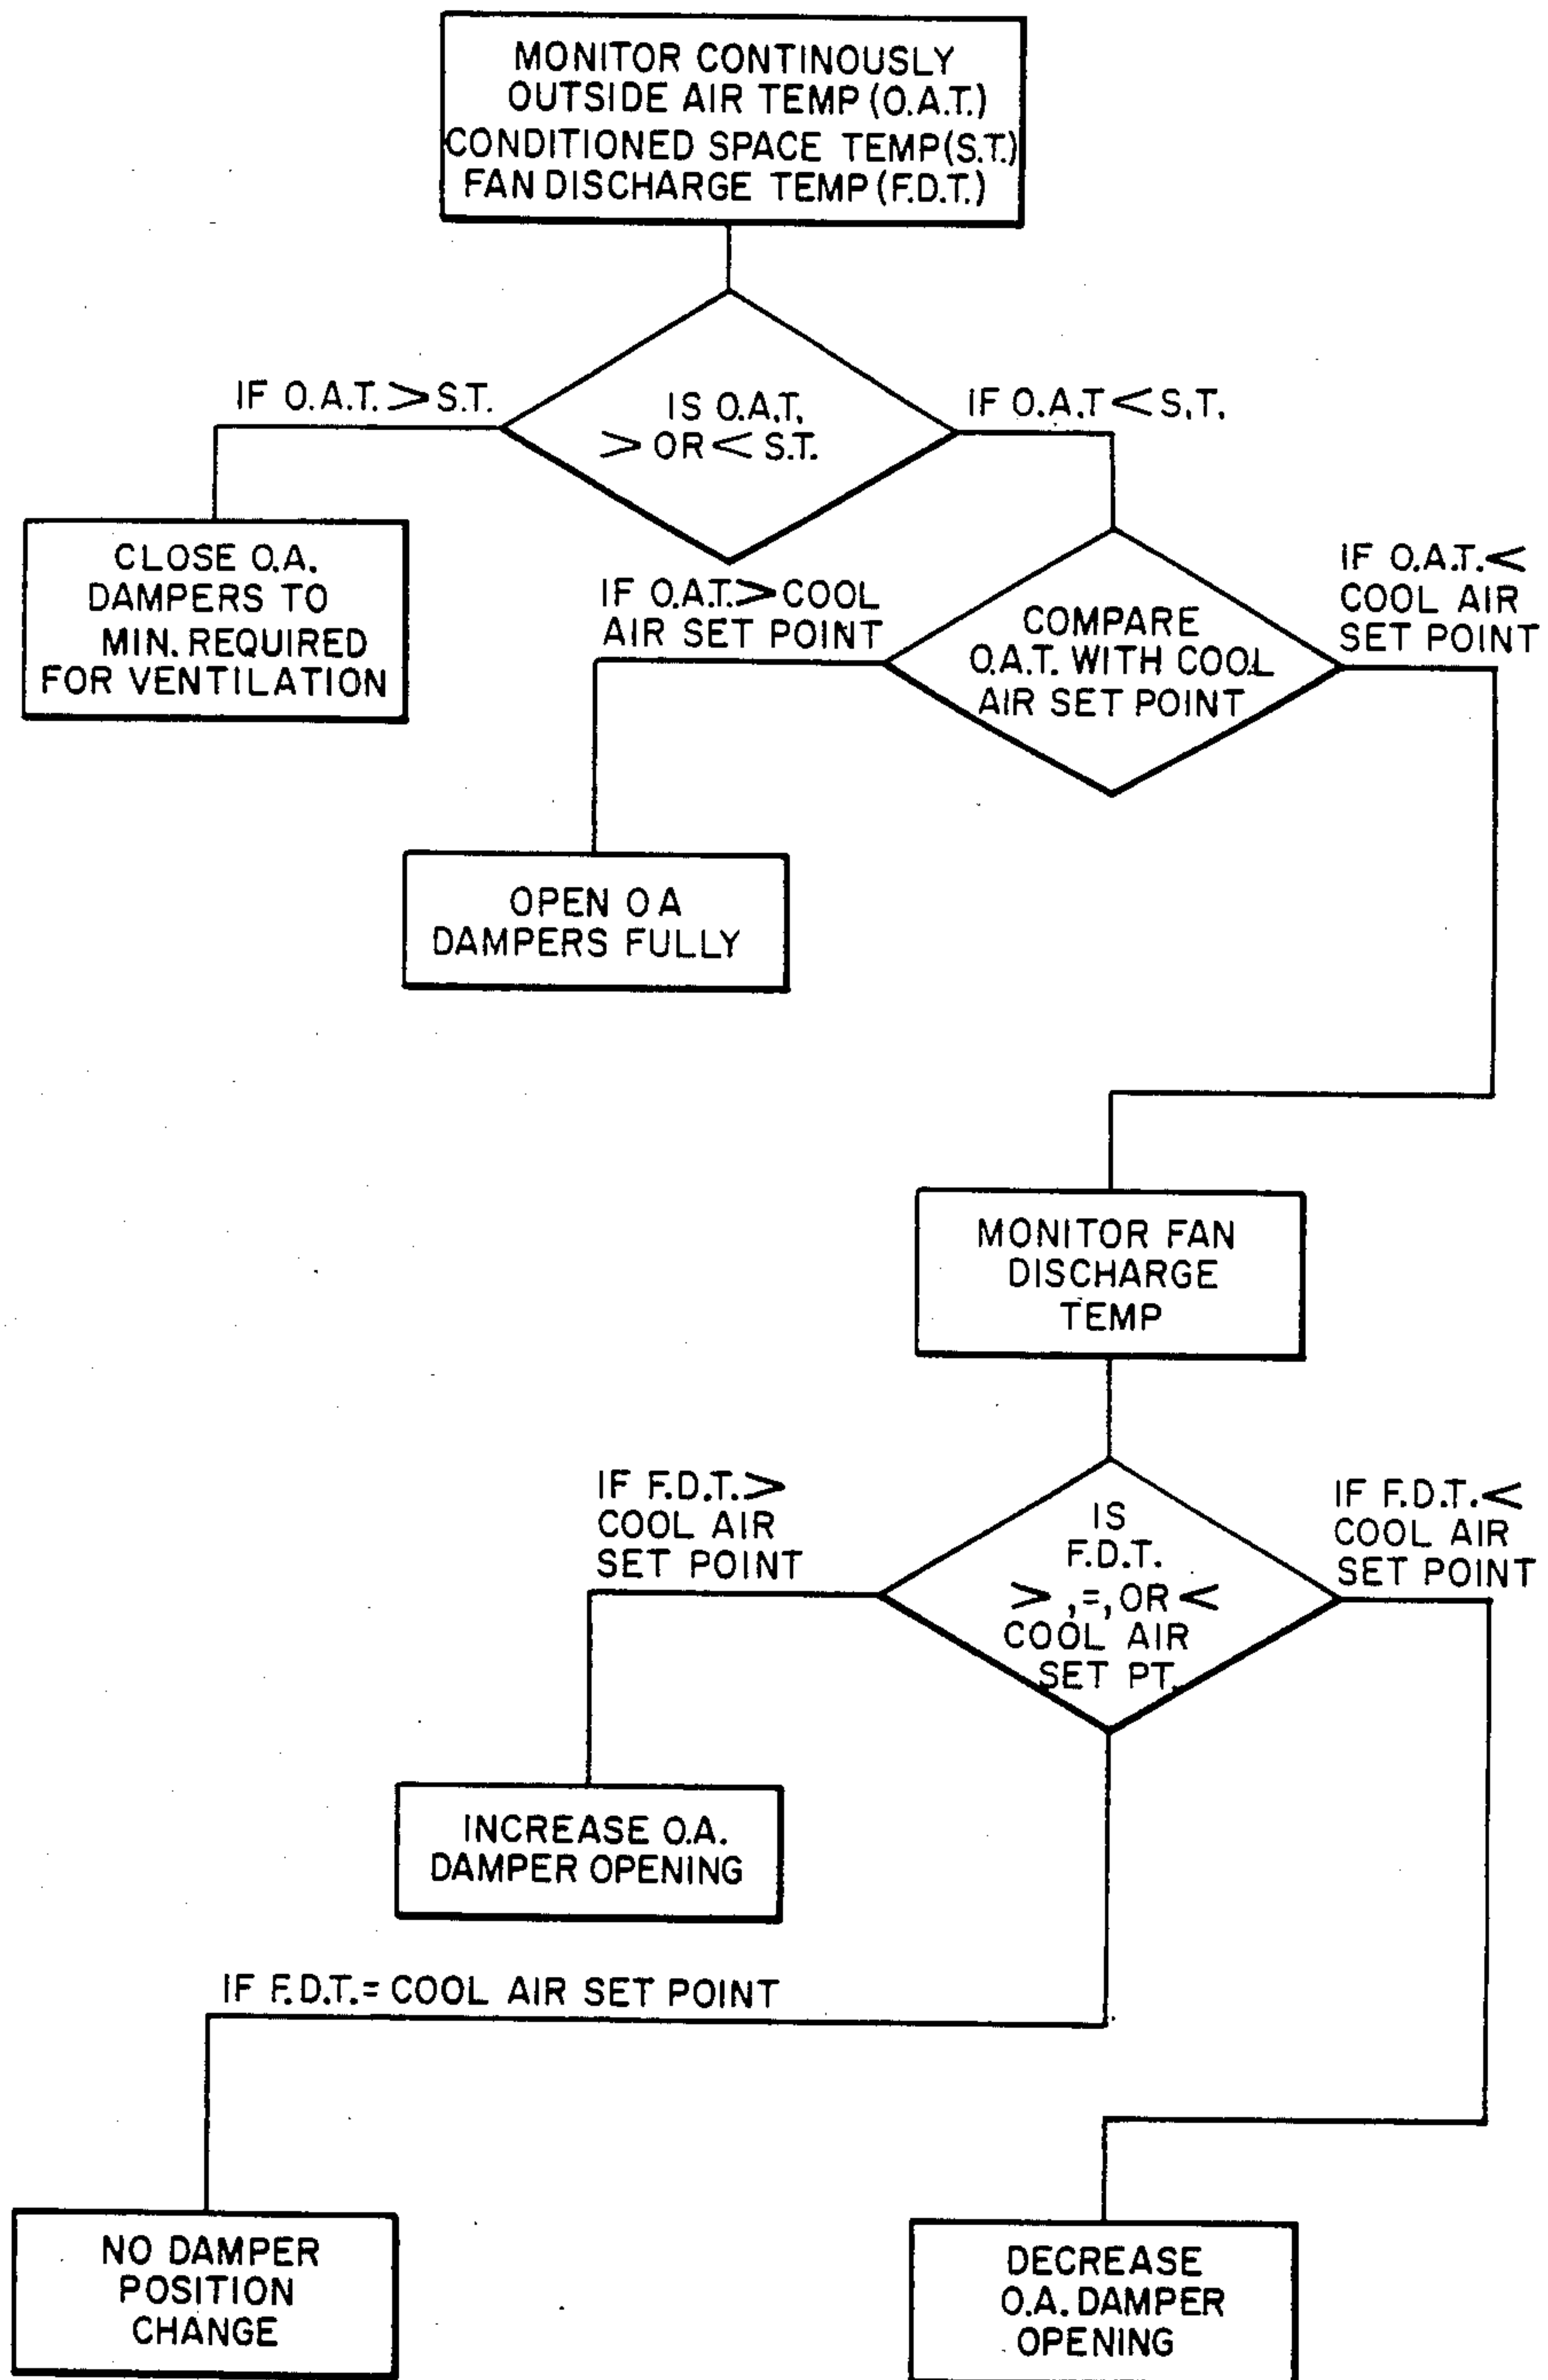 MONITOR CONTINOUSLY
OUTSIDE AIR TEMP (O.A.T.)
CONDITIONED SPACE TEMP (S.T.)
FAN DISCHARGE TEMP (F.D.T.)
IF O.A.T. > S.T.
IS O.A.T.
> OR < S.T.
IF O.A.T < S.T.
CLOSE O.A.
DAMPERS TO
MIN. REQUIRED
FOR VENTILATION
IF O.A.T. > COOL
AIR SET POINT
COMPARE
O.A.T. WITH COOL
AIR SET POINT
IF O.A.T. <
COOL AIR
SET POINT
OPEN O A
DAMPERS FULLY
MONITOR FAN
DISCHARGE
TEMP
IF F.D.T. >
COOL AIR
SET POINT
IS
F.D.T.
> ,=, OR <
COOL AIR
SET PT.
IF F.D.T. <
COOL AIR
SET POINT
INCREASE O.A.
DAMPER OPENING
IF F.D.T. = COOL AIR SET POINT
NO DAMPER
POSITION
CHANGE
DECREASE
O.A. DAMPER
OPENING